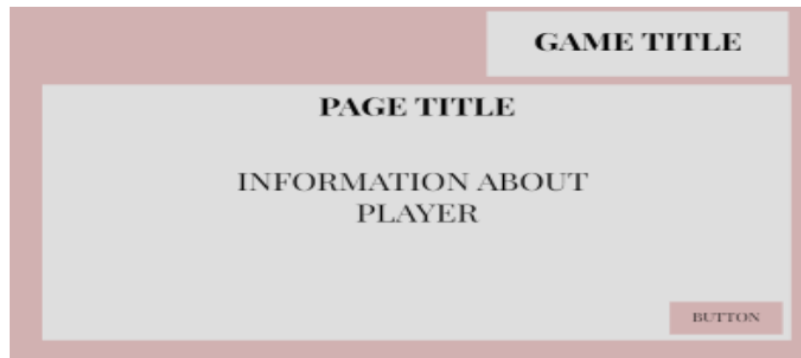 GAME TITLE
PAGE TITLE
INFORMATION ABOUT
PLAYER
BUTTON